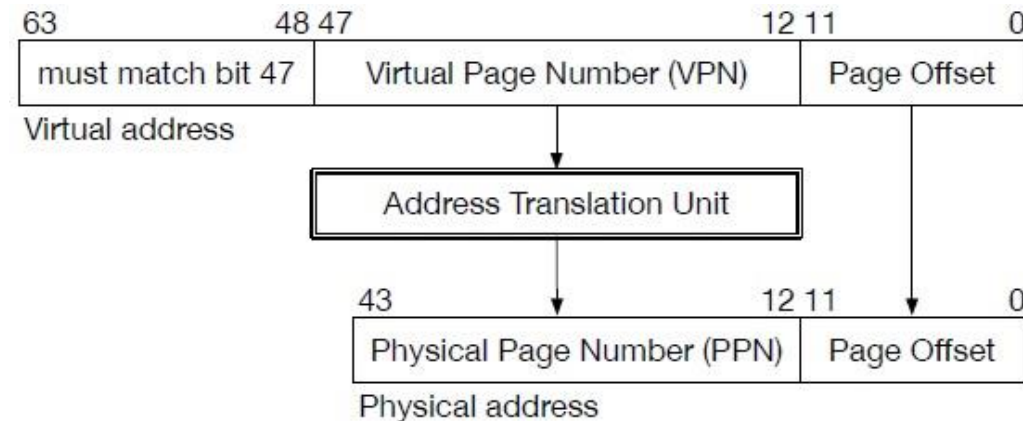 63 48 47 12 11 0
must match bit 47 Virtual Page Number (VPN) Page Offset
Virtual address
Address Translation Unit
43 12 11 0
Physical Page Number (PPN) Page Offset
Physical address